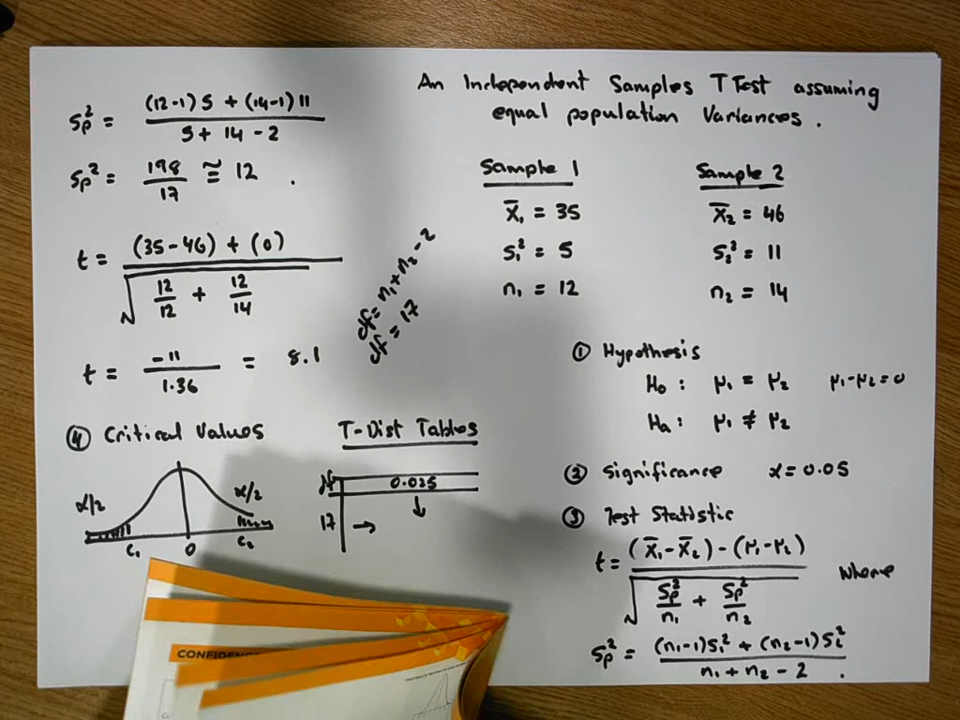 An Independent Samples T Test assuming
equal population Variances.
Sample 1
x̄₁ = 35
s₁² = 5
n₁ = 12
Sample 2
x̄₂ = 46
s₂² = 11
n₂ = 14
① Hypothesis
H₀: μ₁ = μ₂ μ₁-μ₂=0
Hₐ: μ₁ ≠ μ₂
② Significance α=0.05
③ Test Statistic
t = (x̄₁-x̄₂)-(μ₁-μ₂) / √(Sp²/n₁ + Sp²/n₂) where
Sp² = (n₁-1)S₁² + (n₂-1)S₂² / n₁+n₂-2.
Sp² = (12-1)5 + (14-1)11 / 5+14-2
Sp² = 198/17 ≅ 12.
t = (35-46)+(0) / √(12/12 + 12/14)
t = -11/1.36 = 8.1
df = n₁+n₂-2
df = 17
④ Critical Values
α/2
α/2
C₁ 0 C₂
T-Dist Tables
0.025
17
CONFIDEN